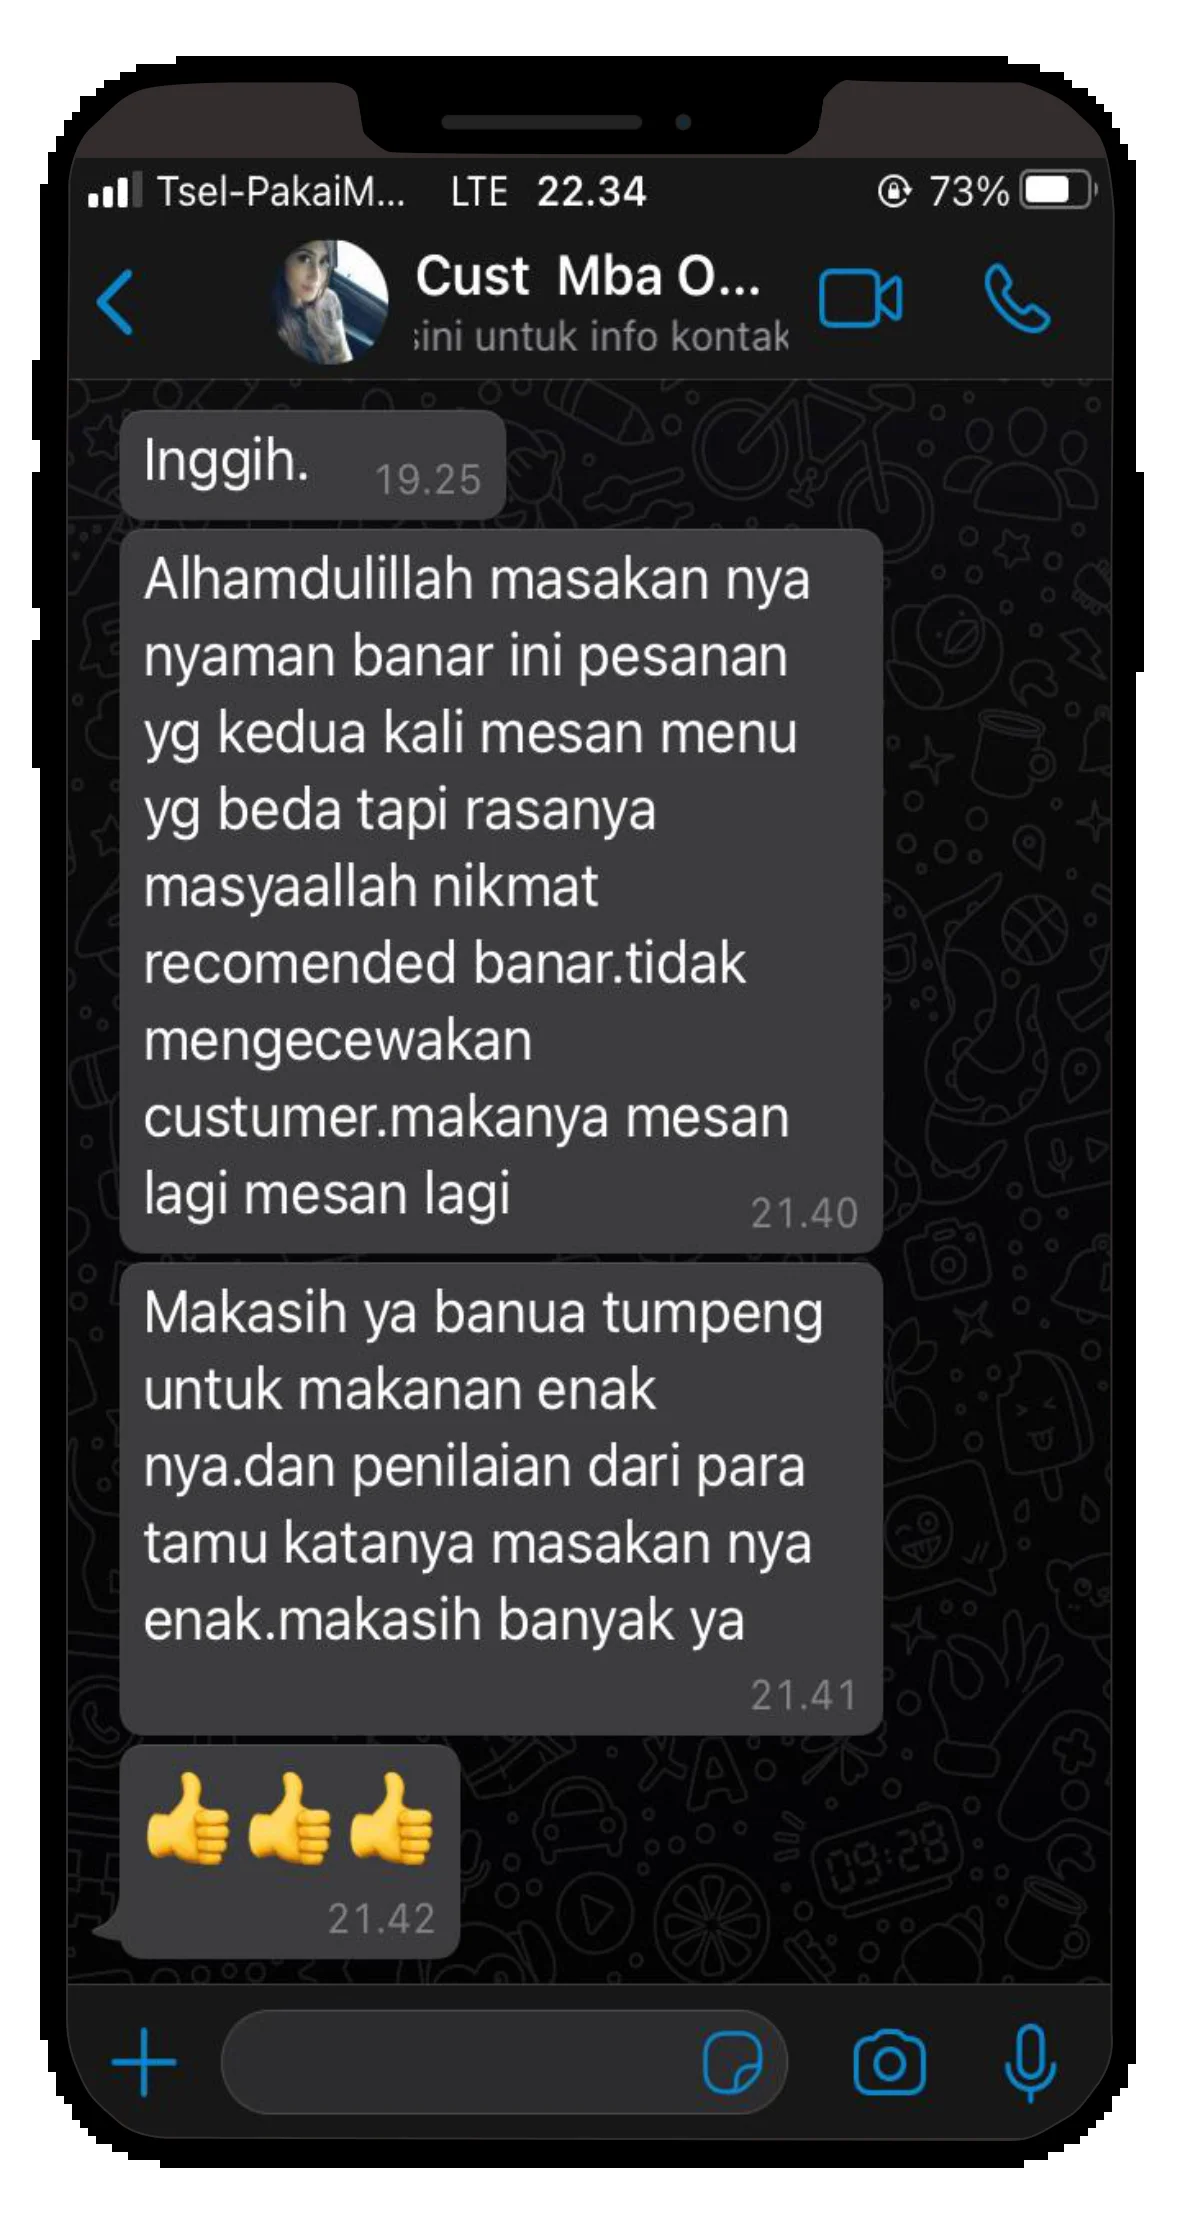 Tsel-PakaiM... LTE 22.34 73%
Cust Mba O...
sini untuk info kontak
Inggih. 19.25
Alhamdulillah masakan nya
nyaman banar ini pesanan
yg kedua kali mesan menu
yg beda tapi rasanya
masyaallah nikmat
recomended banar.tidak
mengecewakan
custumer.makanya mesan
lagi mesan lagi 21.40
Makasih ya banua tumpeng
untuk makanan enak
nya.dan penilaian dari para
tamu katanya masakan nya
enak.makasih banyak ya
21.41
👍👍👍
21.42
09:28